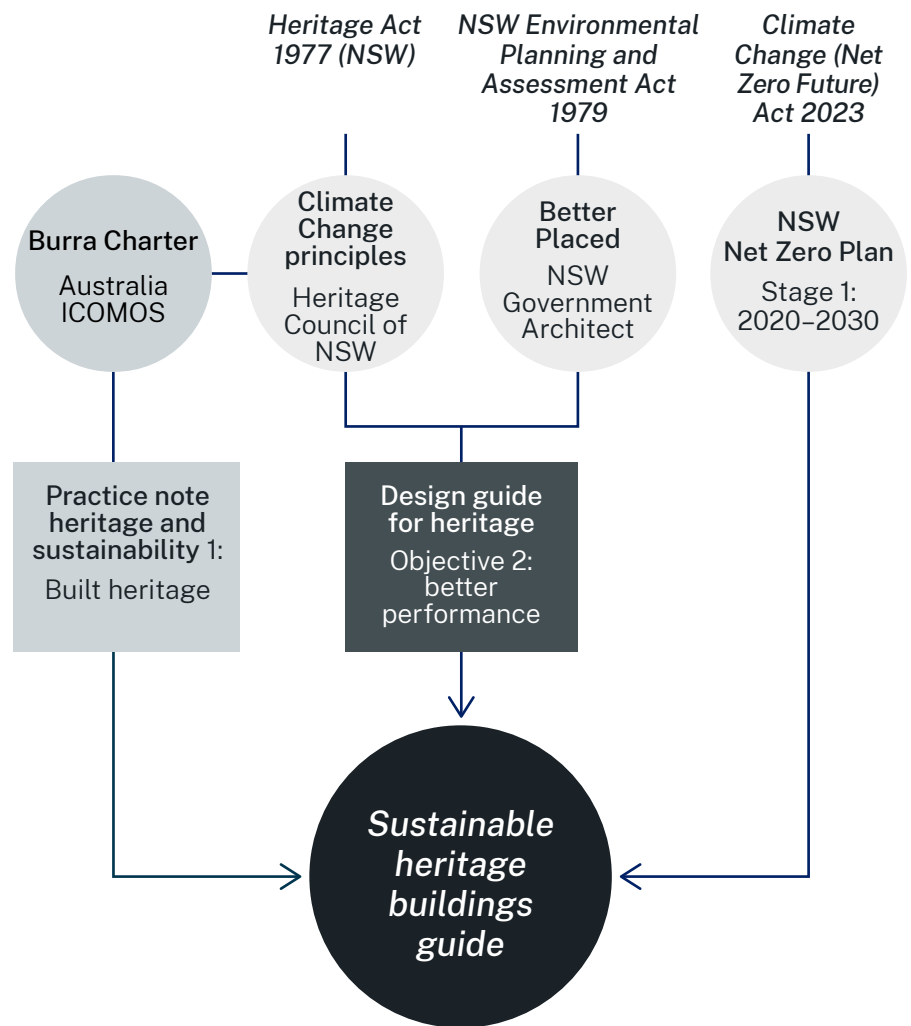 Heritage Act
1977 (NSW)
NSW Environmental
Planning and
Assessment Act
1979
Climate
Change (Net
Zero Future)
Act 2023
Burra Charter
Australia
ICOMOS
Climate
Change
principles
Heritage
Council of
NSW
Better
Placed
NSW
Government
Architect
NSW
Net Zero Plan
Stage 1:
2020–2030
Practice note
heritage and
sustainability 1:
Built heritage
Design guide
for heritage
Objective 2:
better
performance
Sustainable
heritage
buildings
guide